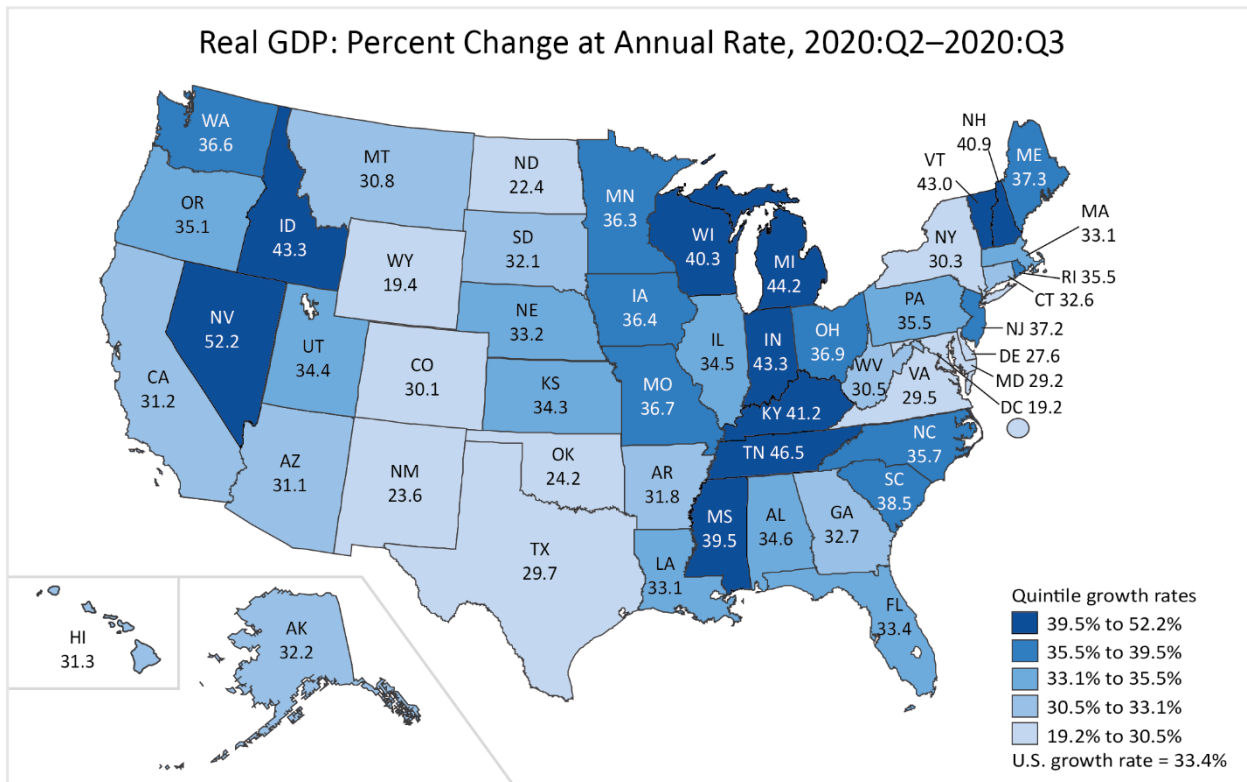 Real GDP: Percent Change at Annual Rate, 2020:Q2–2020:Q3
WA
36.6
OR
35.1
ID
43.3
MT
30.8
ND
22.4
MN
36.3
WI
40.3
MI
44.2
VT
43.0
NH
40.9
ME
37.3
MA
33.1
RI 35.5
CT 32.6
NY
30.3
NJ 37.2
PA
35.5
DE 27.6
MD 29.2
DC 19.2
SD
32.1
WY
19.4
NV
52.2
UT
34.4
CA
31.2
CO
30.1
NE
33.2
IA
36.4
IL
34.5
IN
43.3
OH
36.9
WV
30.5
VA
29.5
KS
34.3
MO
36.7
KY 41.2
TN 46.5
NC
35.7
SC
38.5
AZ
31.1
NM
23.6
OK
24.2
AR
31.8
TX
29.7
LA
33.1
MS
39.5
AL
34.6
GA
32.7
FL
33.4
HI
31.3
AK
32.2
Quintile growth rates
39.5% to 52.2%
35.5% to 39.5%
33.1% to 35.5%
30.5% to 33.1%
19.2% to 30.5%
U.S. growth rate = 33.4%